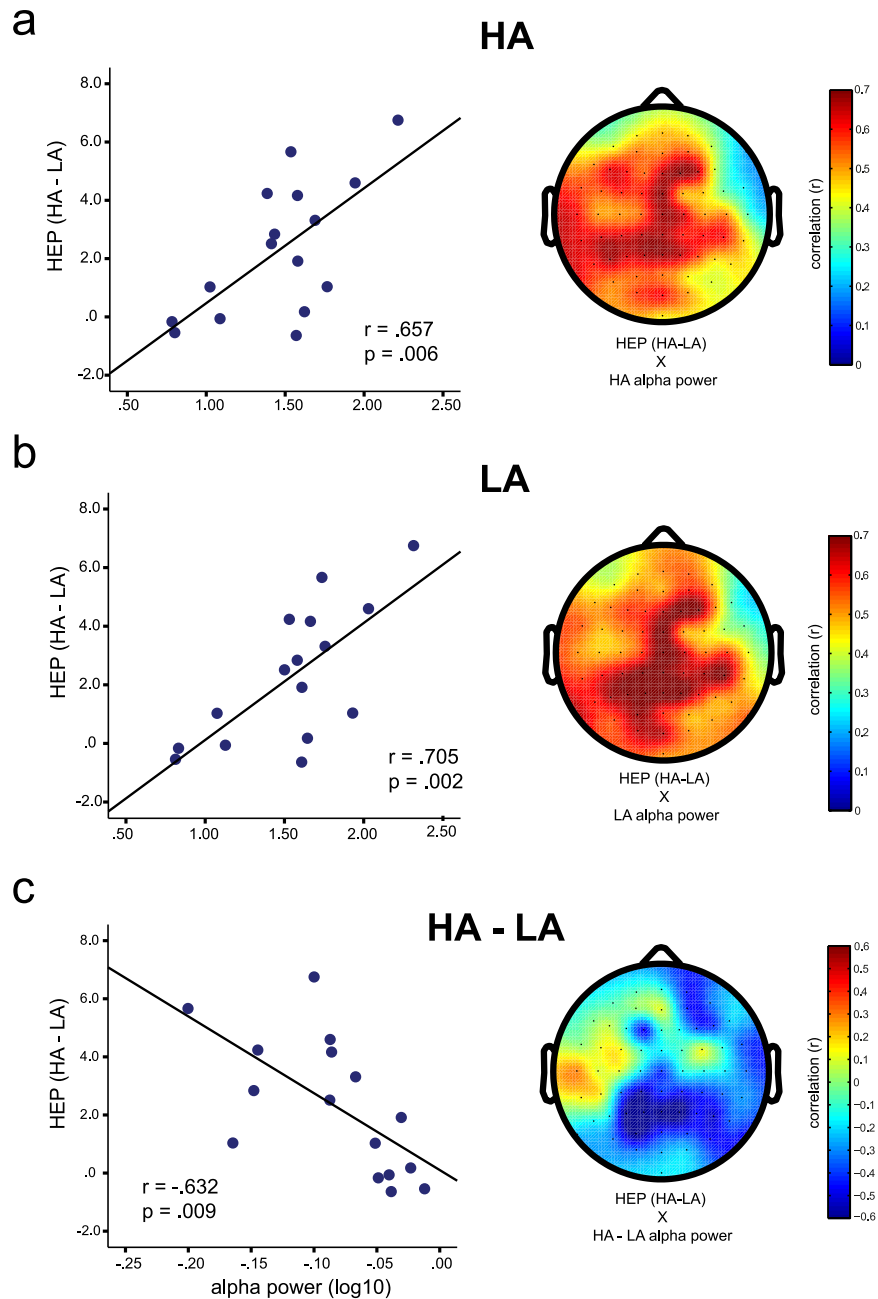 a
HA
HEP (HA - LA)
8.0
6.0
4.0
2.0
.0
-2.0
.50
1.00
1.50
2.00
2.50
r = .657
p = .006
HEP (HA-LA)
X
HA alpha power
correlation (r)
0.7
0.6
0.5
0.4
0.3
0.2
0.1
0
b
LA
HEP (HA - LA)
8.0
6.0
4.0
2.0
.0
-2.0
.50
1.00
1.50
2.00
2.50
r = .705
p = .002
HEP (HA-LA)
X
LA alpha power
correlation (r)
0.7
0.6
0.5
0.4
0.3
0.2
0.1
0
c
HA - LA
HEP (HA - LA)
8.0
6.0
4.0
2.0
.0
-2.0
-.25
-.20
-.15
-.10
-.05
.00
alpha power (log10)
r = -.632
p = .009
HEP (HA-LA)
X
HA - LA alpha power
correlation (r)
0.6
0.5
0.4
0.3
0.2
0.1
0
−0.1
−0.2
−0.3
−0.4
−0.5
−0.6